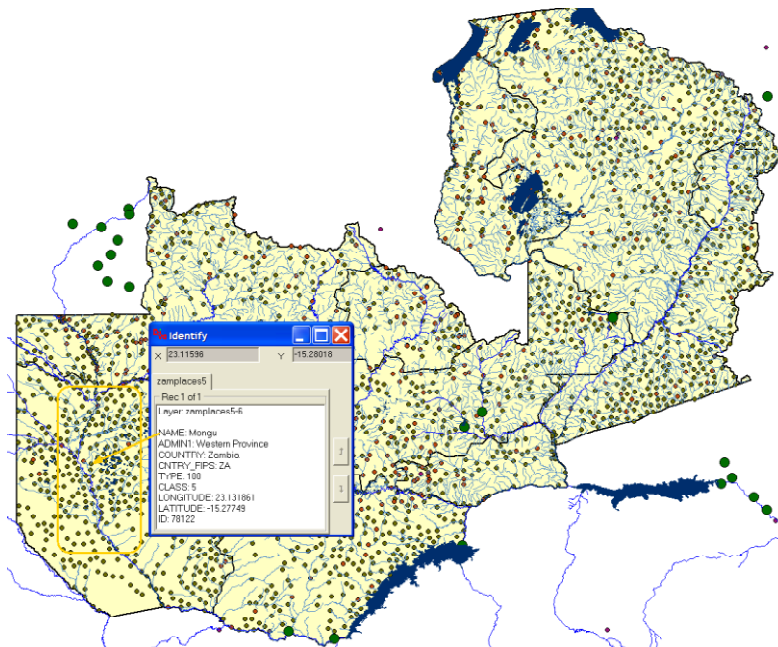 Identify
X 23.11596 Y -15.28018
zamplaces5
Rec 1 of 1
Layer: zamplaces5-6
NAME: Mongu
ADMIN1: Western Province
COUNTRY: Zambia
CNTRY_FIPS: ZA
TYPE: 100
CLASS: 5
LONGITUDE: 23.131861
LATITUDE: -15.27749
ID: 78122